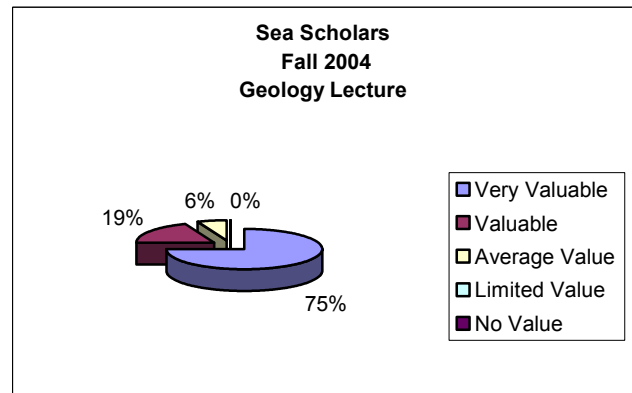 Sea Scholars
Fall 2004
Geology Lecture
6%
0%
19%
75%
Very Valuable
Valuable
Average Value
Limited Value
No Value